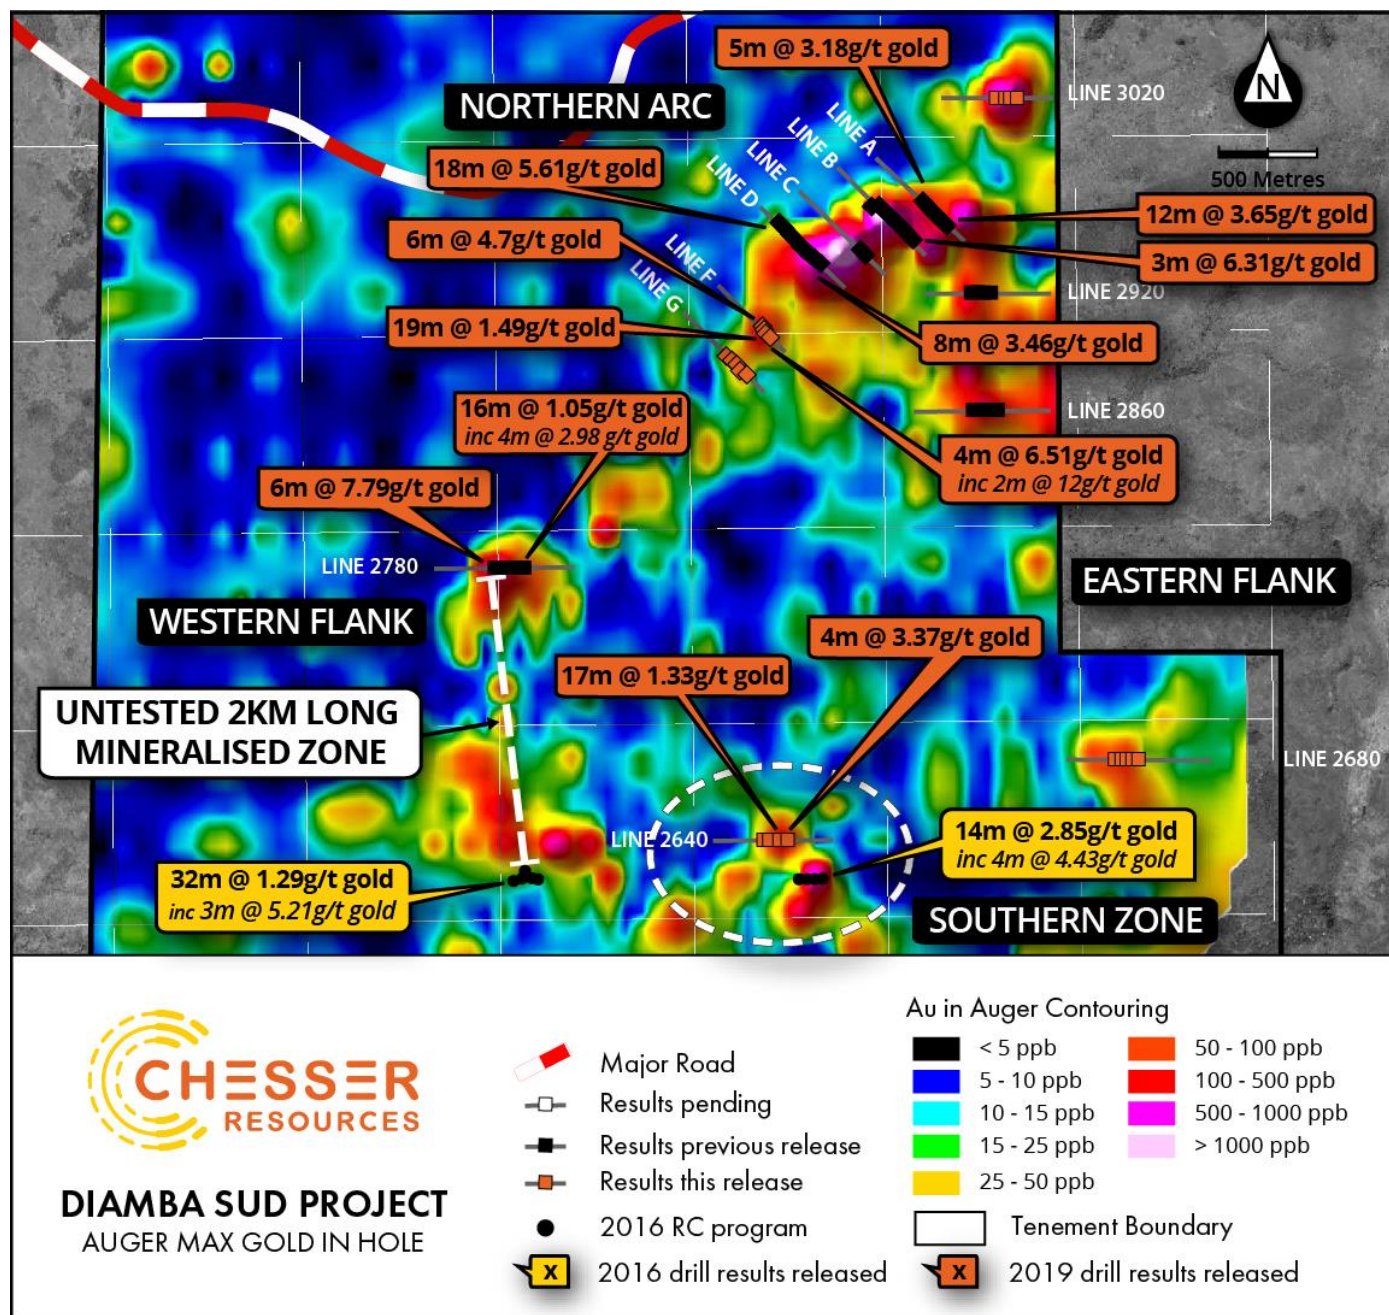 5m @ 3.18g/t gold
NORTHERN ARC
LINE 3020
N
500 Metres
LINE A
LINE B
LINE C
LINE D
18m @ 5.61g/t gold
12m @ 3.65g/t gold
6m @ 4.7g/t gold
3m @ 6.31g/t gold
LINE F
LINE G
LINE 2920
19m @ 1.49g/t gold
8m @ 3.46g/t gold
16m @ 1.05g/t gold
inc 4m @ 2.98 g/t gold
LINE 2860
4m @ 6.51g/t gold
inc 2m @ 12g/t gold
6m @ 7.79g/t gold
LINE 2780
EASTERN FLANK
WESTERN FLANK
4m @ 3.37g/t gold
17m @ 1.33g/t gold
UNTESTED 2KM LONG
MINERALISED ZONE
LINE 2680
LINE 2640
14m @ 2.85g/t gold
inc 4m @ 4.43g/t gold
32m @ 1.29g/t gold
inc 3m @ 5.21g/t gold
SOUTHERN ZONE
CHESSER
RESOURCES
DIAMBA SUD PROJECT
AUGER MAX GOLD IN HOLE
Major Road
Results pending
Results previous release
Results this release
2016 RC program
X 2016 drill results released
Au in Auger Contouring
< 5 ppb
5 - 10 ppb
10 - 15 ppb
15 - 25 ppb
25 - 50 ppb
50 - 100 ppb
100 - 500 ppb
500 - 1000 ppb
> 1000 ppb
Tenement Boundary
X 2019 drill results released